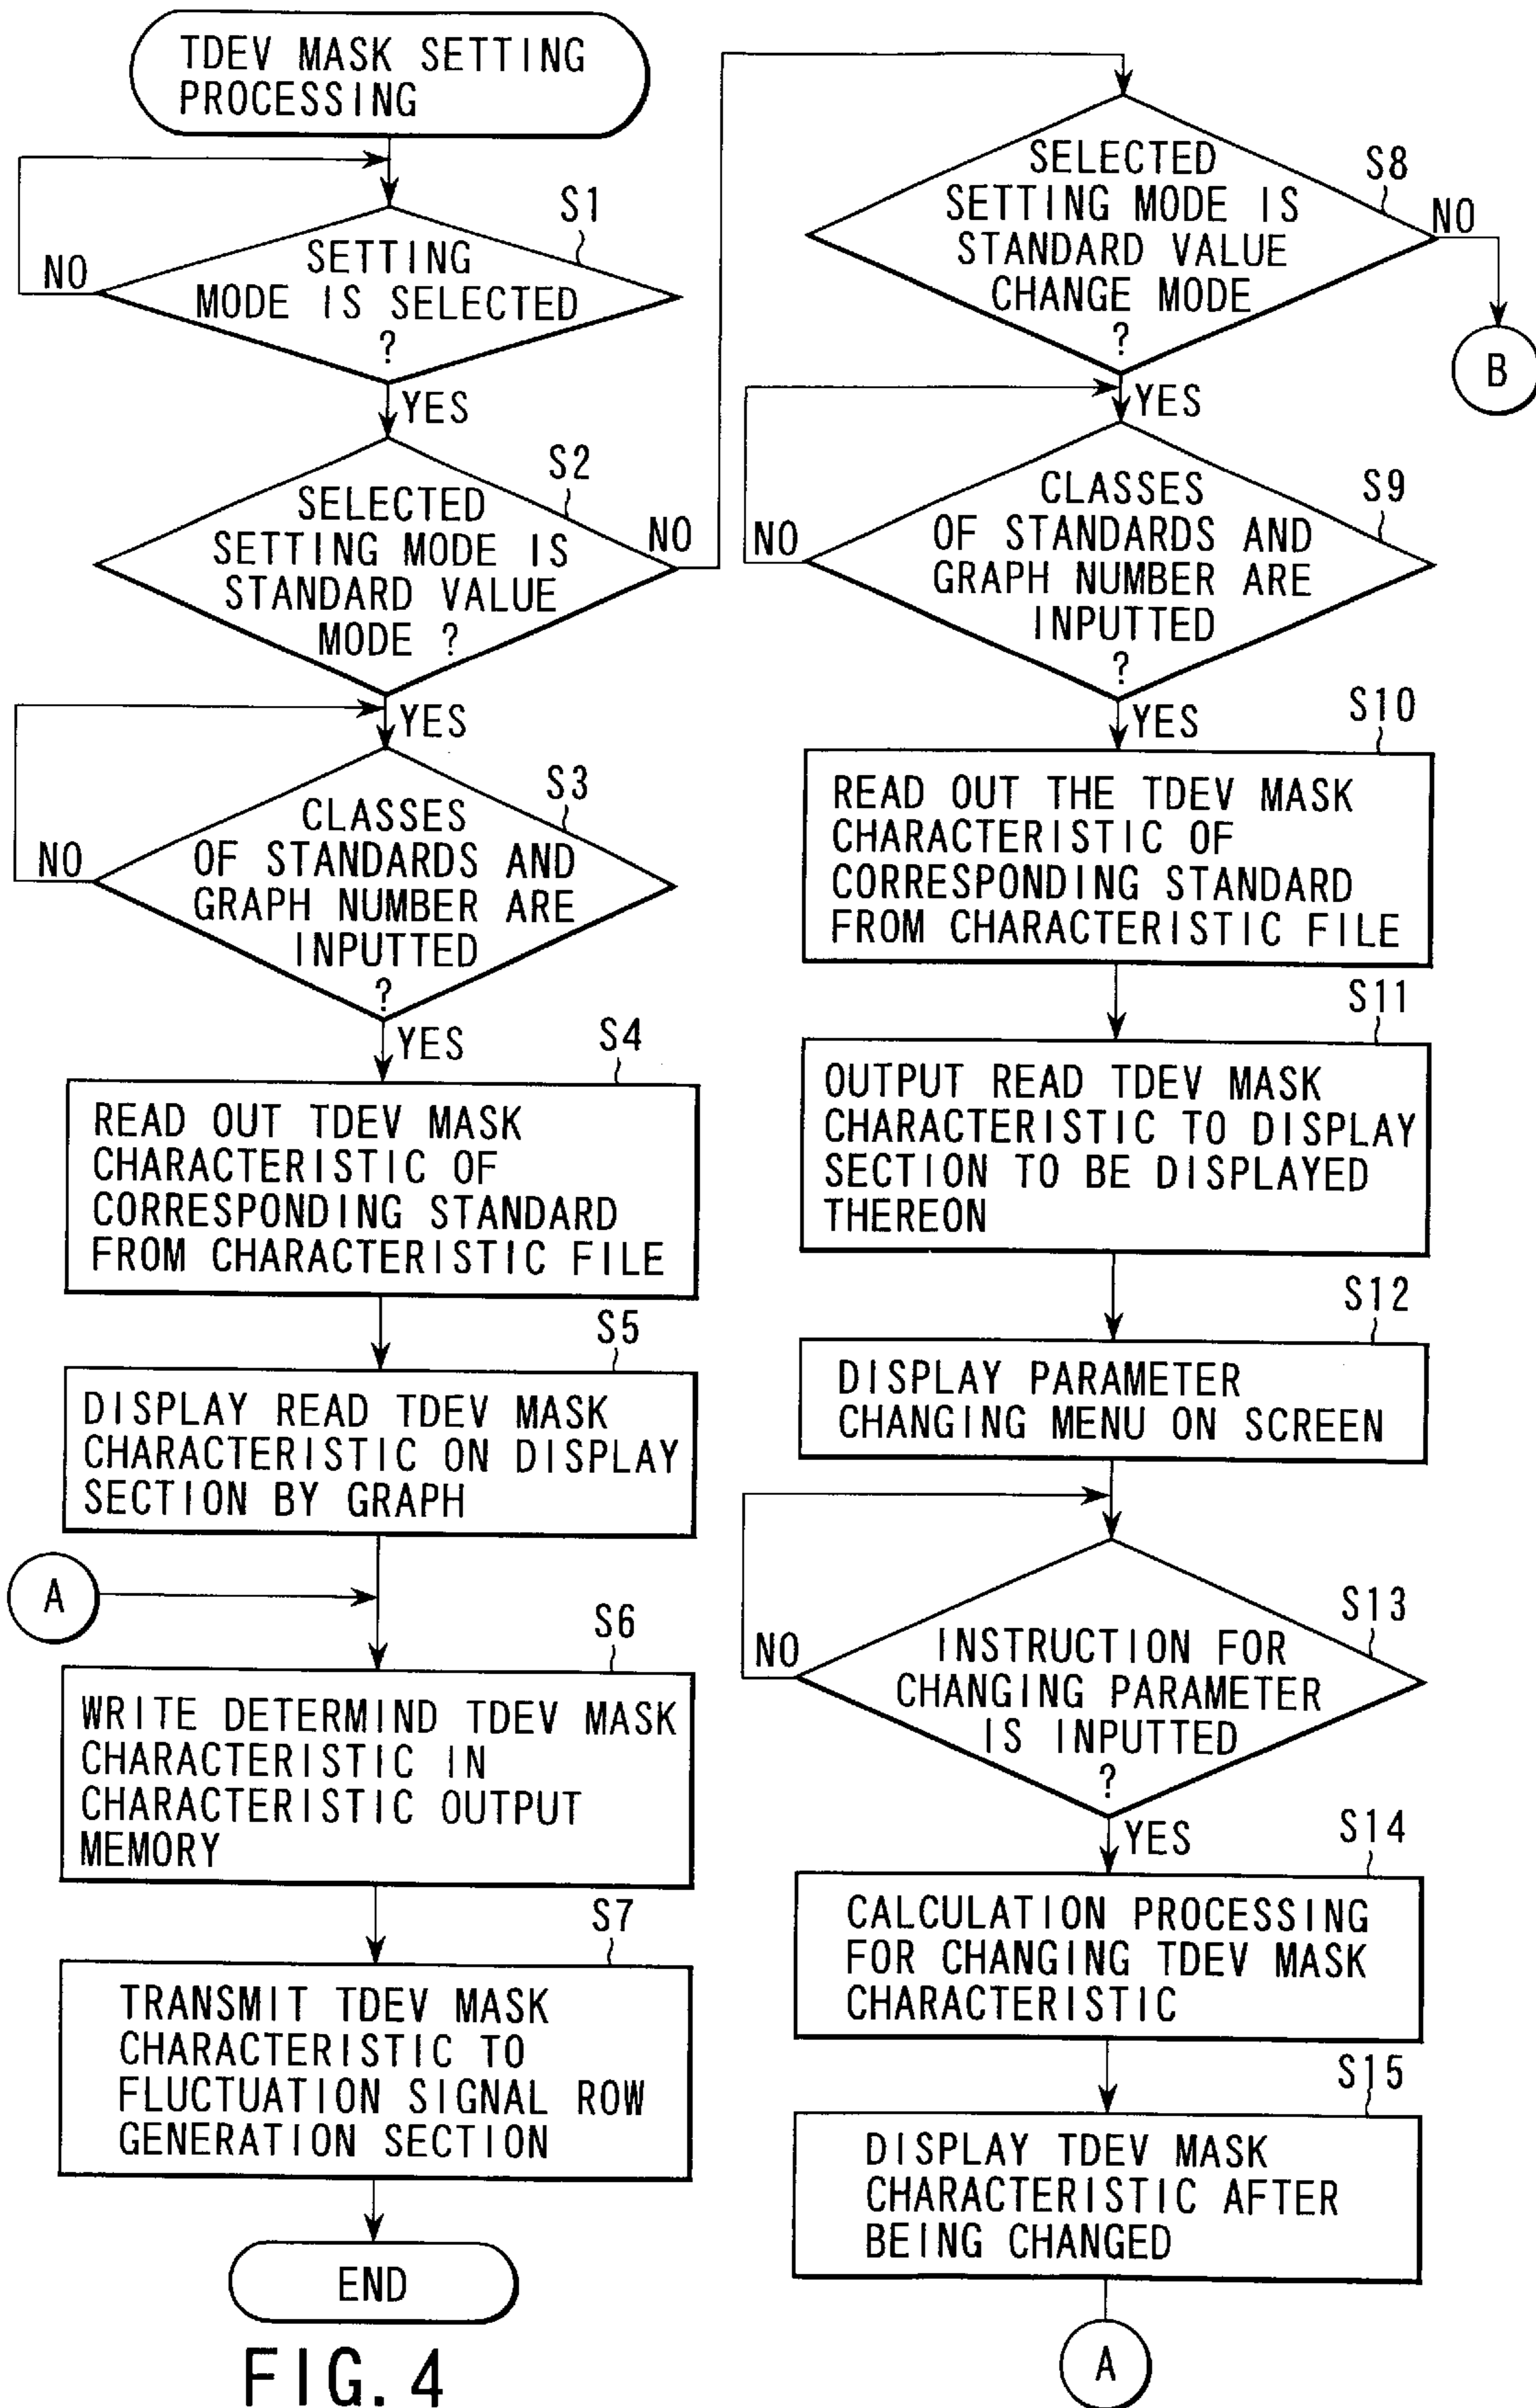 TDEV MASK SETTING
PROCESSING
S1
SETTING
MODE IS SELECTED
?
NO
YES
S2
SELECTED
SETTING MODE IS
STANDARD VALUE
MODE ?
NO
YES
S3
CLASSES
OF STANDARDS AND
GRAPH NUMBER ARE
INPUTTED
?
NO
YES
S4
READ OUT TDEV MASK
CHARACTERISTIC OF
CORRESPONDING STANDARD
FROM CHARACTERISTIC FILE
S5
DISPLAY READ TDEV MASK
CHARACTERISTIC ON DISPLAY
SECTION BY GRAPH
A
S6
WRITE DETERMIND TDEV MASK
CHARACTERISTIC IN
CHARACTERISTIC OUTPUT
MEMORY
S7
TRANSMIT TDEV MASK
CHARACTERISTIC TO
FLUCTUATION SIGNAL ROW
GENERATION SECTION
END
S8
SELECTED
SETTING MODE IS
STANDARD VALUE
CHANGE MODE
?
NO
B
YES
S9
CLASSES
OF STANDARDS AND
GRAPH NUMBER ARE
INPUTTED
?
NO
YES
S10
READ OUT THE TDEV MASK
CHARACTERISTIC OF
CORRESPONDING STANDARD
FROM CHARACTERISTIC FILE
S11
OUTPUT READ TDEV MASK
CHARACTERISTIC TO DISPLAY
SECTION TO BE DISPLAYED
THEREON
S12
DISPLAY PARAMETER
CHANGING MENU ON SCREEN
S13
INSTRUCTION FOR
CHANGING PARAMETER
IS INPUTTED
?
NO
YES
S14
CALCULATION PROCESSING
FOR CHANGING TDEV MASK
CHARACTERISTIC
S15
DISPLAY TDEV MASK
CHARACTERISTIC AFTER
BEING CHANGED
A
FIG. 4